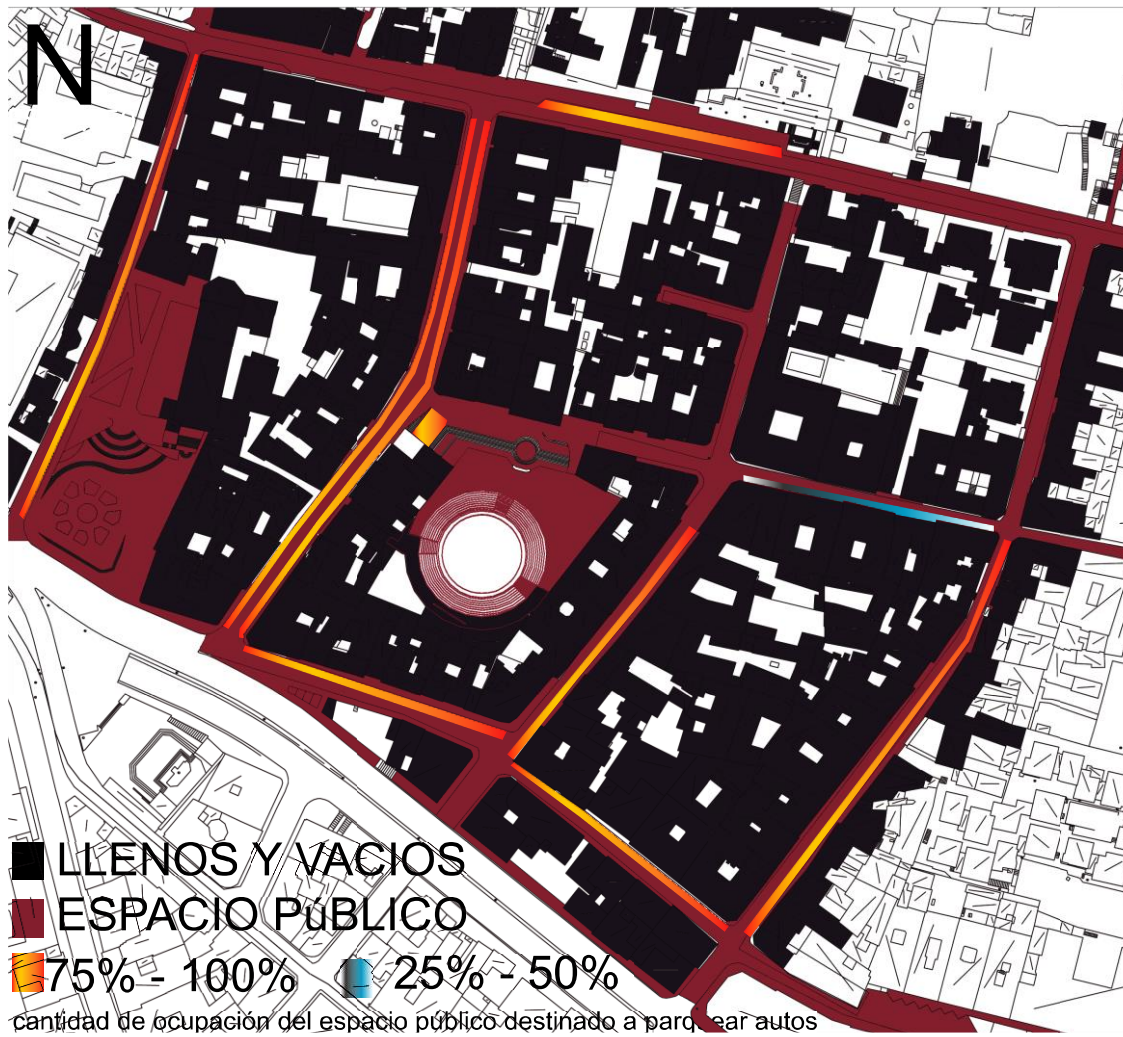 N
LLENOS Y VACIOS
ESPACIO PúBLICO
75% - 100% 25% - 50%
cantidad de ocupación del espacio público destinado a parquear autos